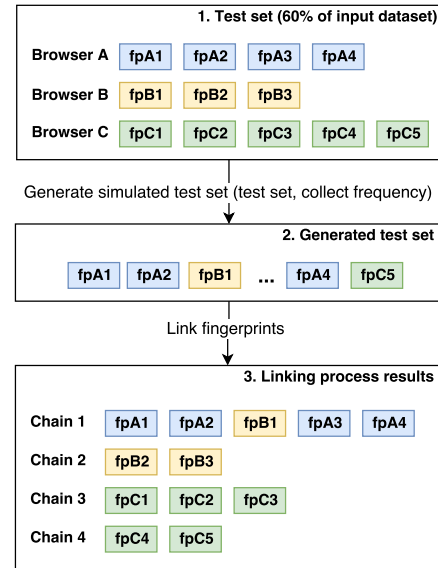 1. Test set (60% of input dataset)
Browser A fpA1 fpA2 fpA3 fpA4
Browser B fpB1 fpB2 fpB3
Browser C fpC1 fpC2 fpC3 fpC4 fpC5
Generate simulated test set (test set, collect frequency)
2. Generated test set
fpA1 fpA2 fpB1 ... fpA4 fpC5
Link fingerprints
3. Linking process results
Chain 1 fpA1 fpA2 fpB1 fpA3 fpA4
Chain 2 fpB2 fpB3
Chain 3 fpC1 fpC2 fpC3
Chain 4 fpC4 fpC5